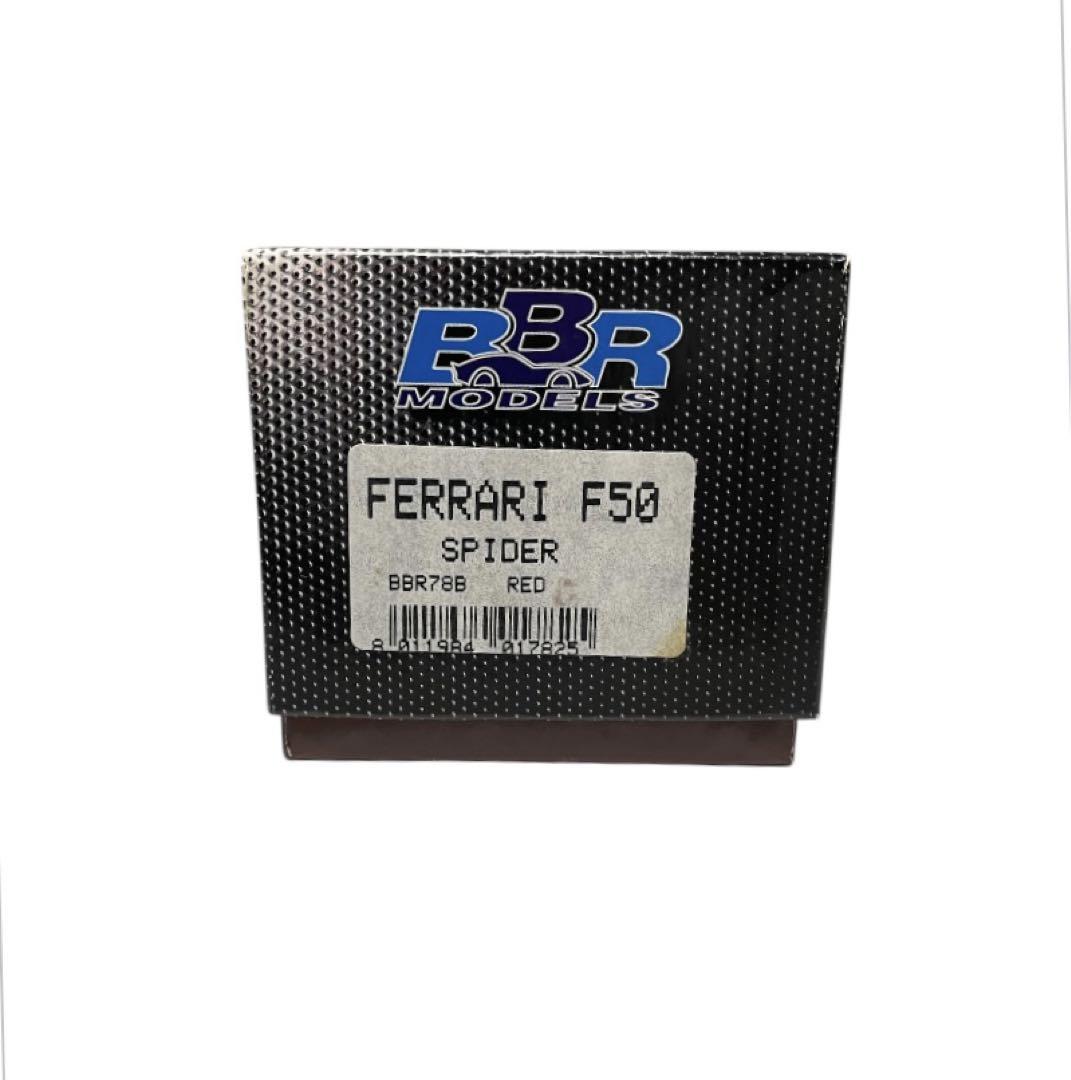 BBR
MODELS
FERRARI F50
SPIDER
BBR78B RED
8 011984 017825